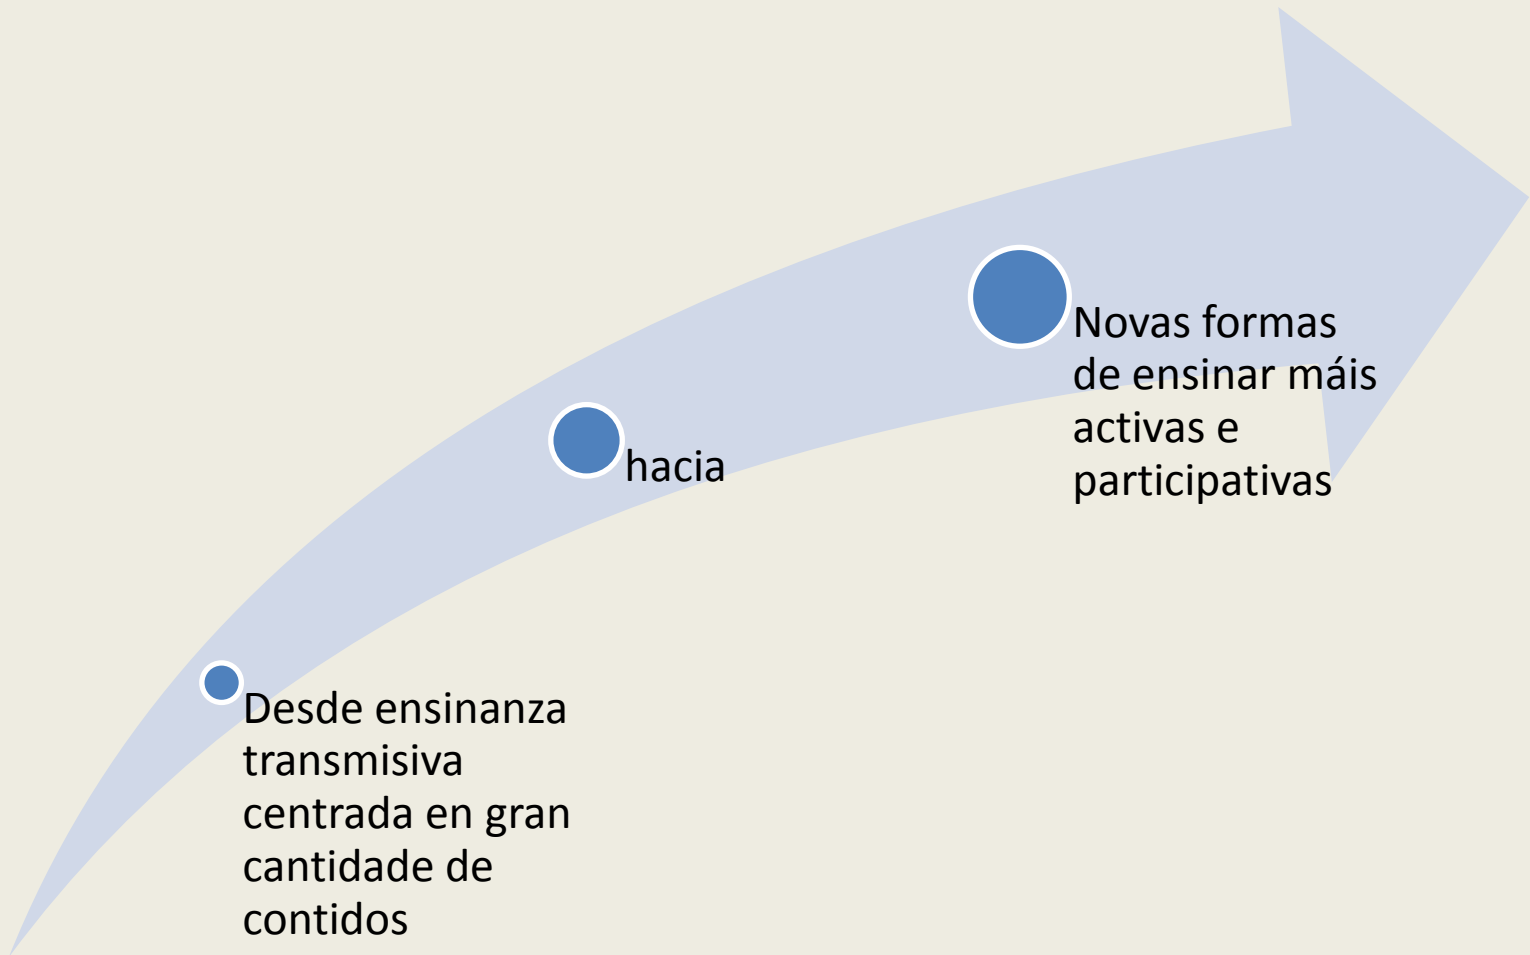 Desde ensinanza
transmisiva
centrada en gran
cantidade de
contidos
hacia
Novas formas
de ensinar máis
activas e
participativas